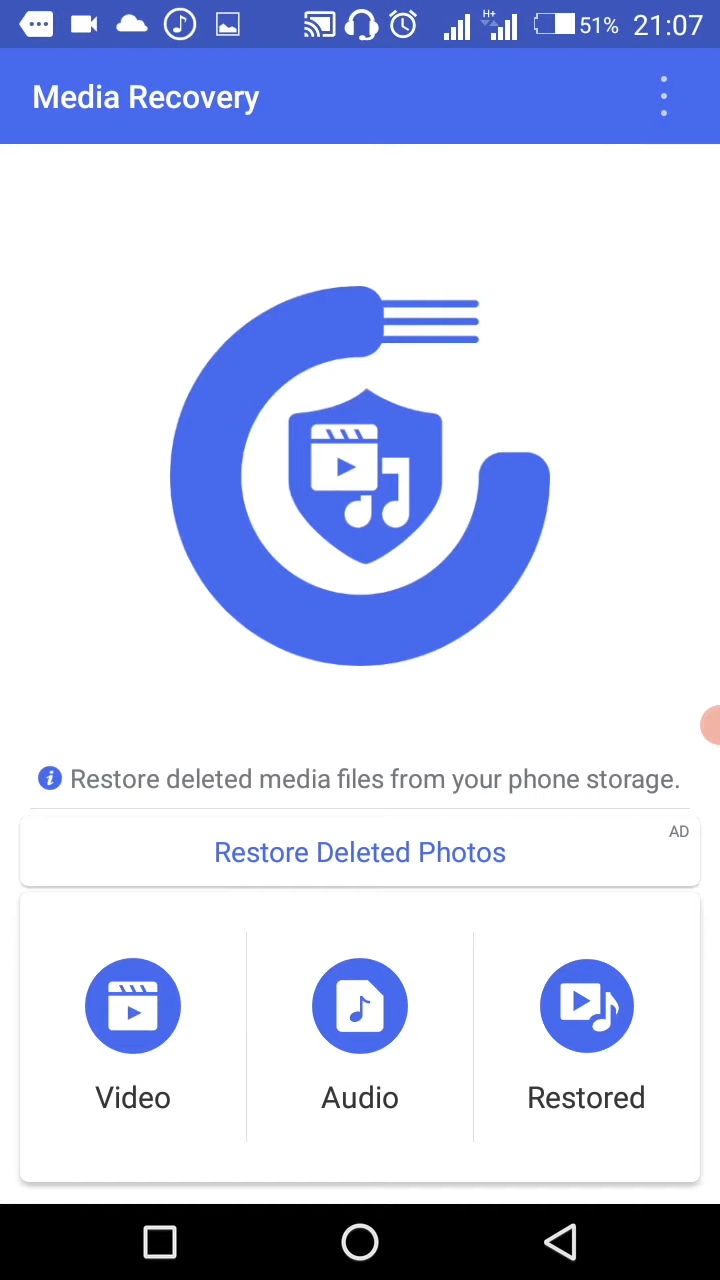 H+
51%
21:07
Media Recovery
Restore deleted media files from your phone storage.
AD
Restore Deleted Photos
Video
Audio
Restored